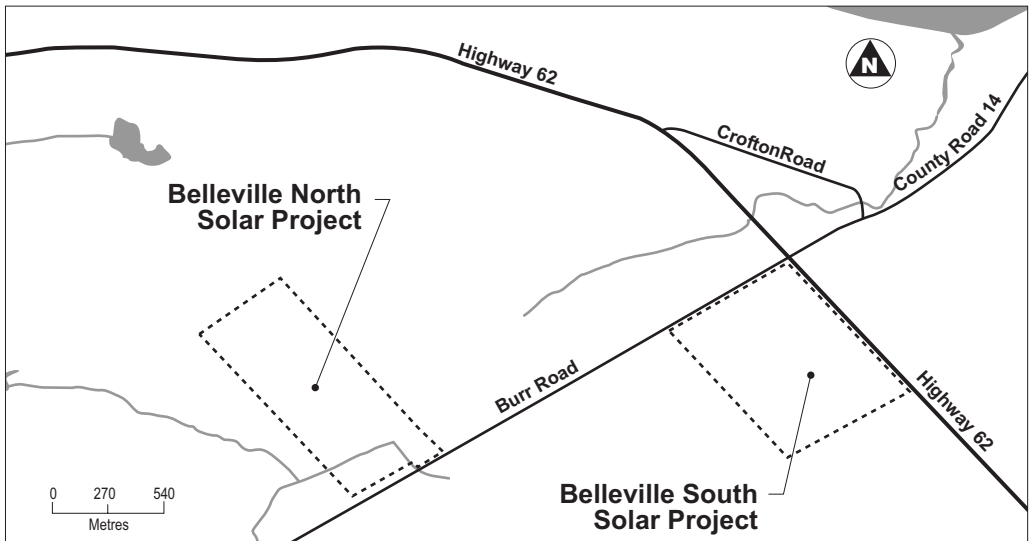 Highway 62
N
CroftonRoad
County Road 14
Belleville North
Solar Project
Burr Road
Highway 62
Belleville South
Solar Project
0 270 540
Metres